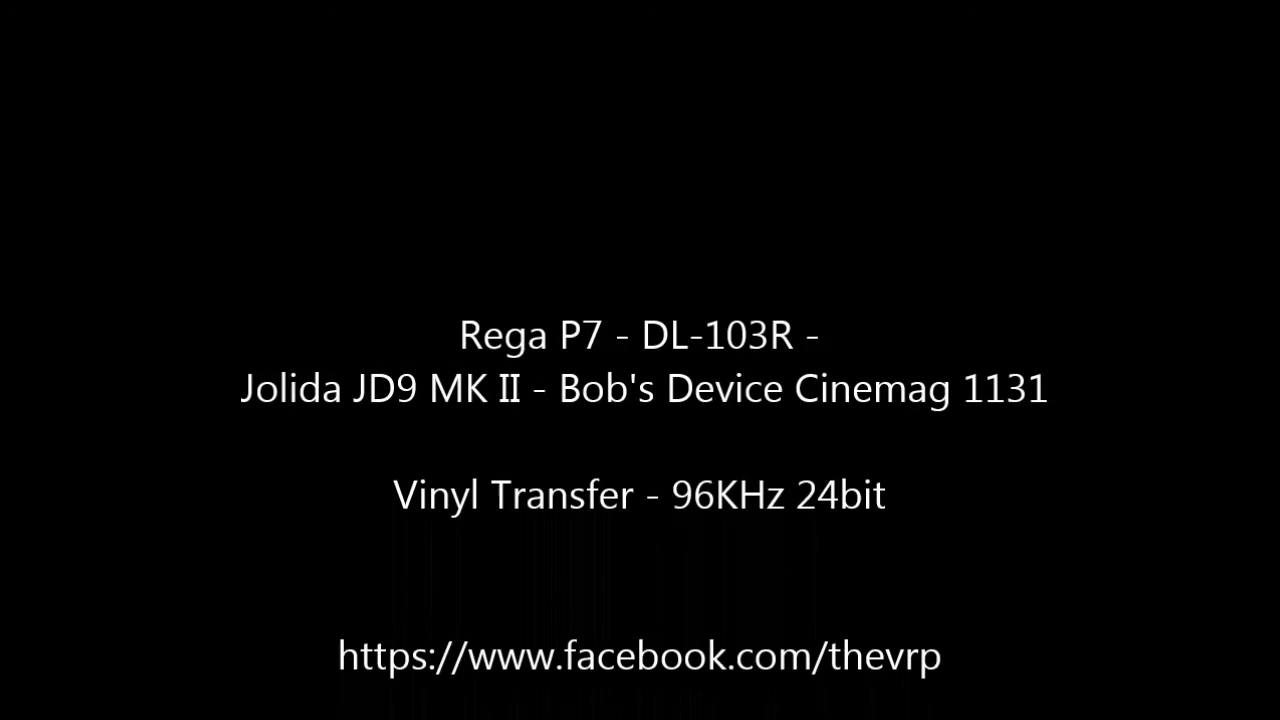 Rega P7 - DL-103R -
Jolida JD9 MK II - Bob's Device Cinemag 1131
Vinyl Transfer - 96KHz 24bit
https://www.facebook.com/thevrp